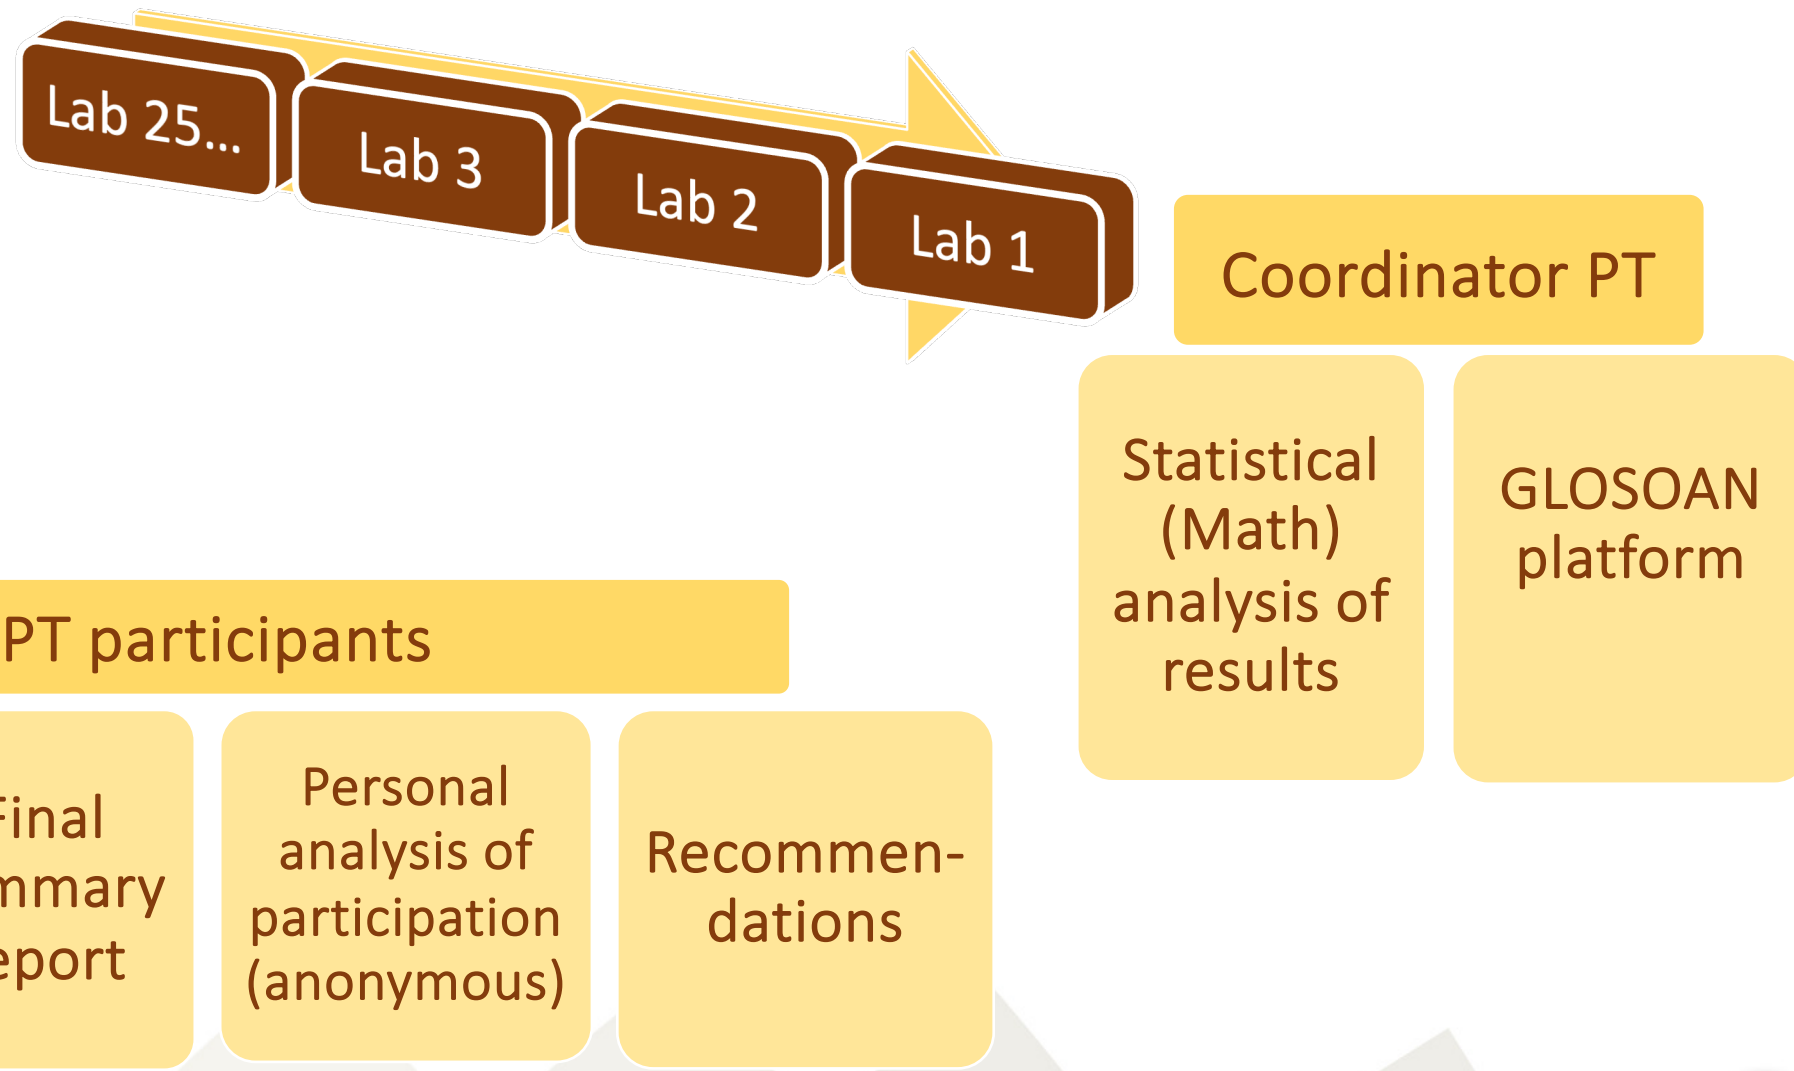 Lab 25...
Lab 3
Lab 2
Lab 1
Coordinator PT
Statistical
(Math)
analysis of
results
GLOSOAN
platform
PT participants
Final
mmary
eport
Personal
analysis of
participation
(anonymous)
Recommen-
dations